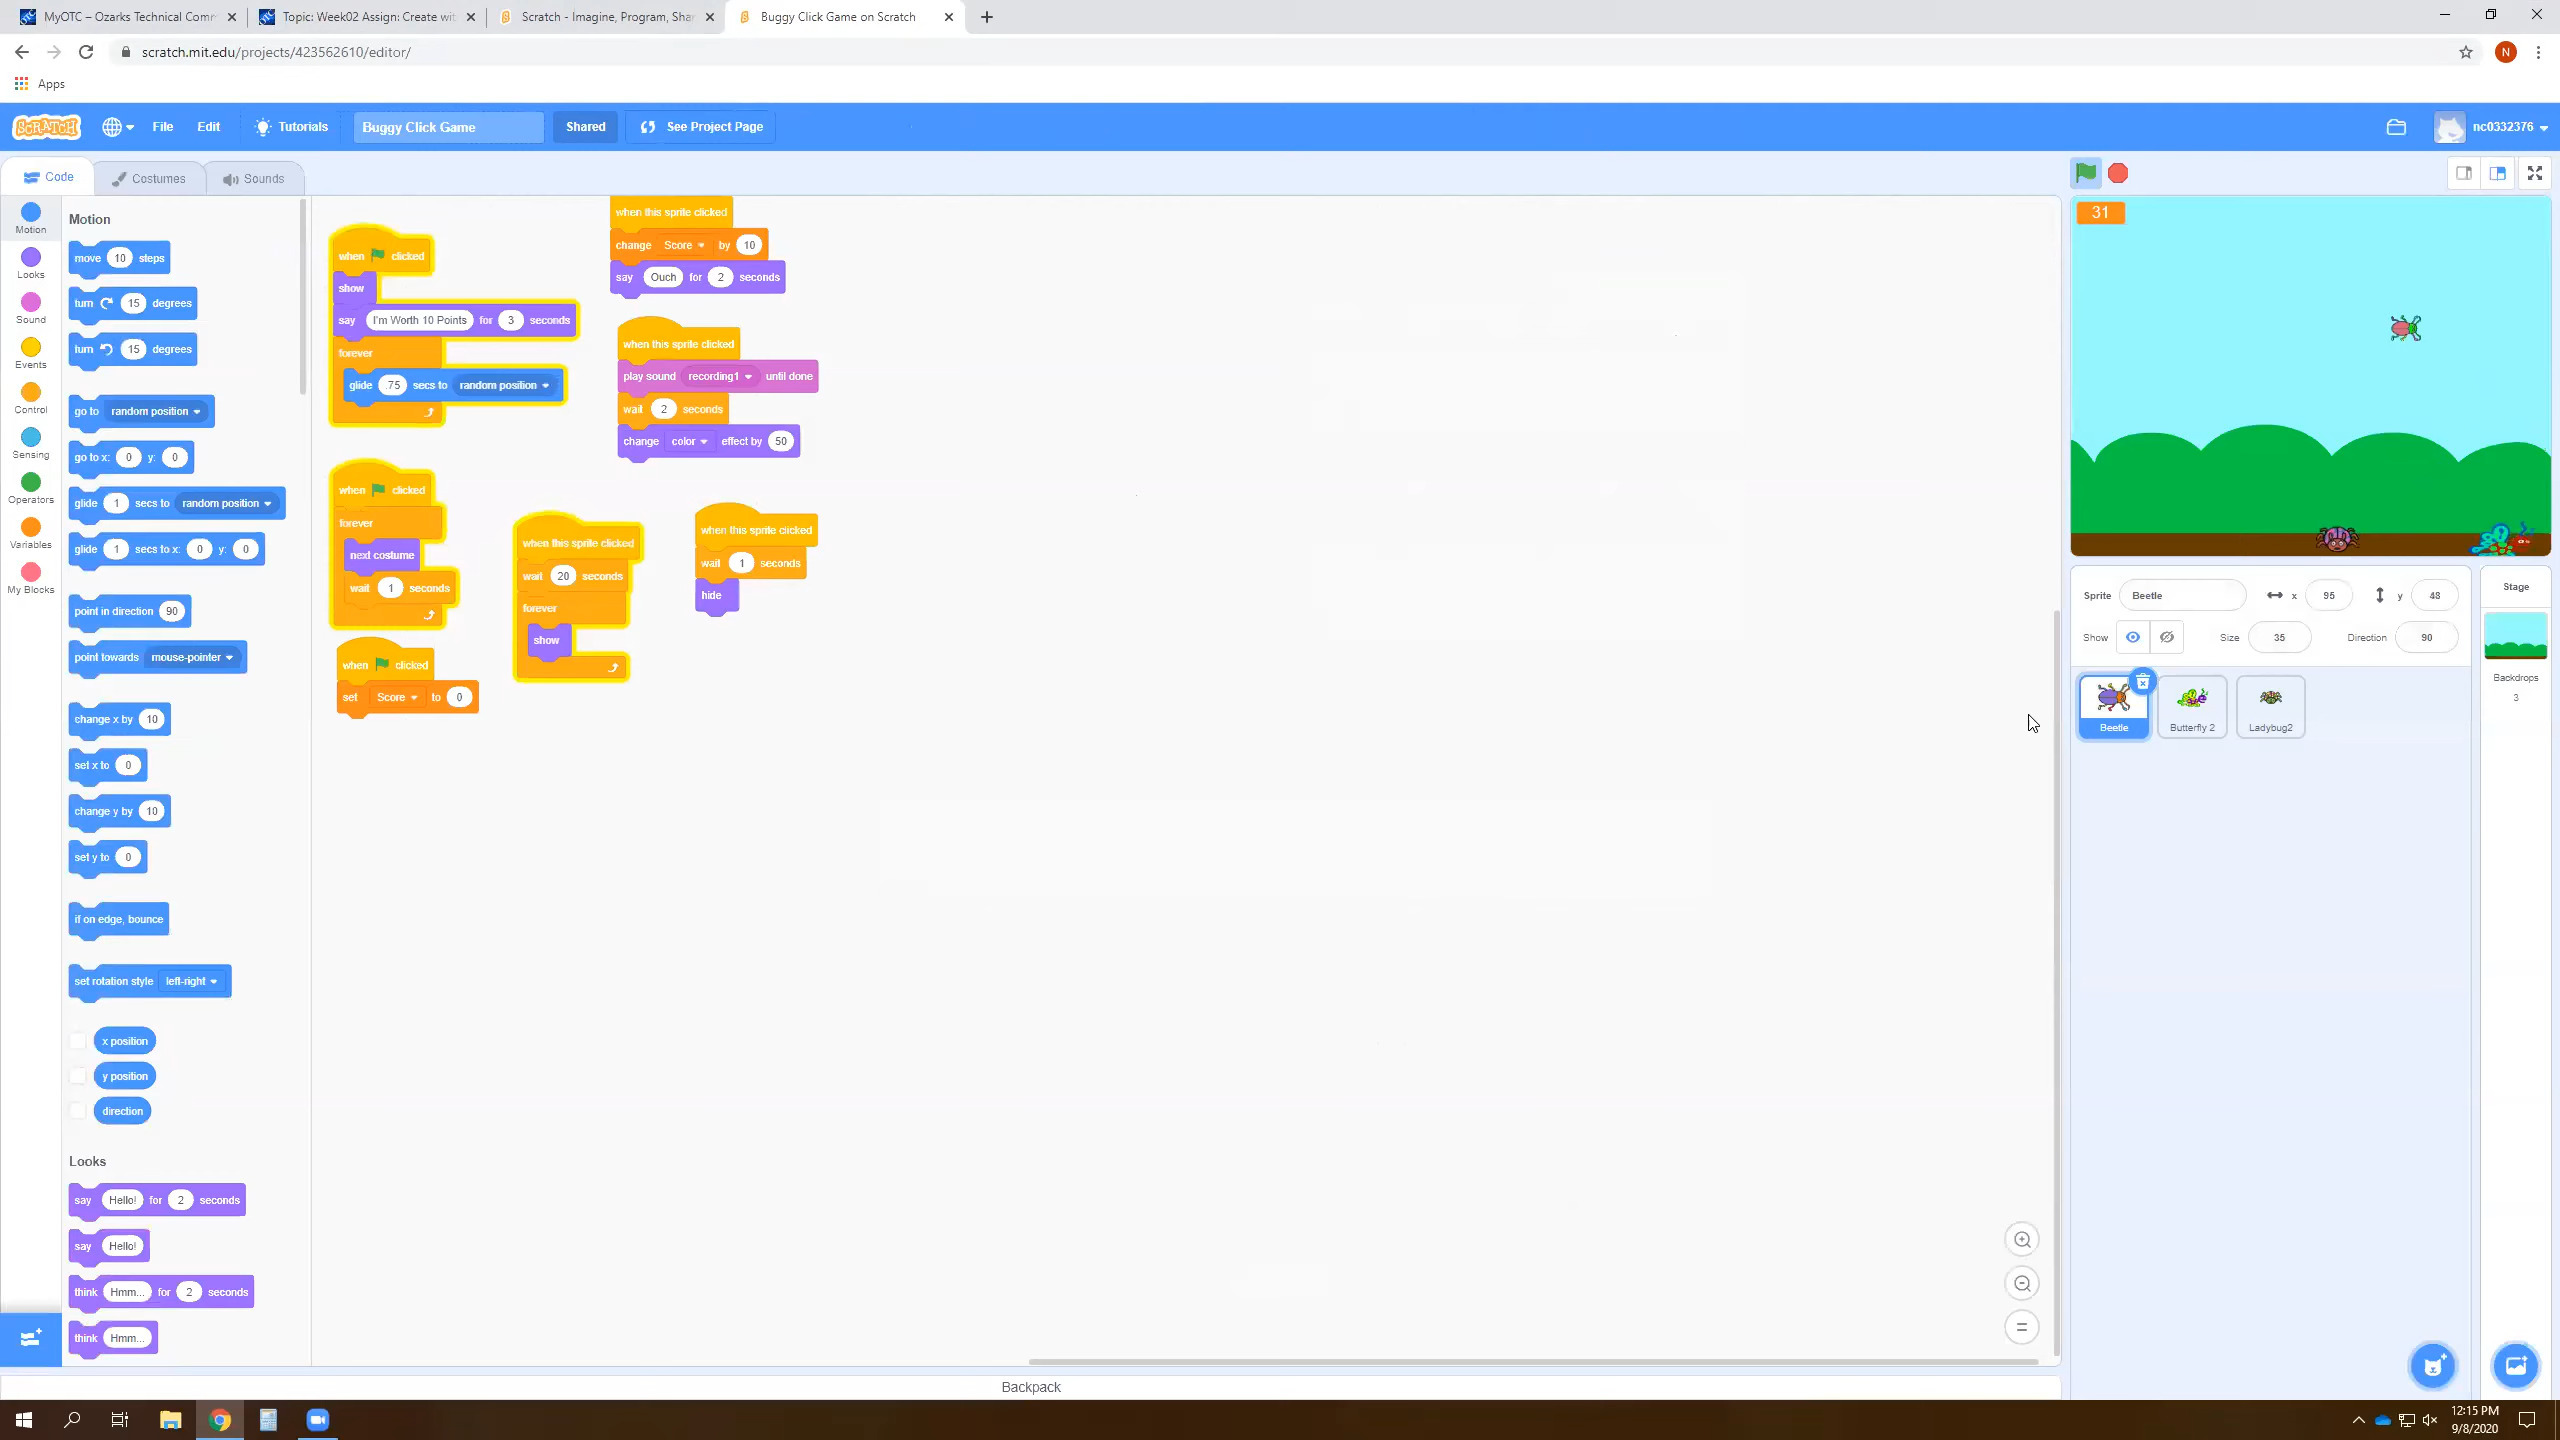 MyOTC – Ozarks Technical Comm
Topic: Week02 Assign: Create wit
Scratch - Imagine, Program, Shar
Buggy Click Game on Scratch
scratch.mit.edu/projects/423562610/editor/
N
Apps
SCRATCH
File
Edit
Tutorials
Buggy Click Game
Shared
See Project Page
nc0332376
Code
Costumes
Sounds
Motion
Looks
Sound
Events
Control
Sensing
Operators
Variables
My Blocks
Motion
move 10 steps
turn 15 degrees
turn 15 degrees
go to random position
go to x: 0 y: 0
glide 1 secs to random position
glide 1 secs to x: 0 y: 0
point in direction 90
point towards mouse-pointer
change x by 10
set x to 0
change y by 10
set y to 0
if on edge, bounce
set rotation style left-right
x position
y position
direction
Looks
say Hello! for 2 seconds
say Hello!
think Hmm... for 2 seconds
think Hmm...
when clicked
show
say I'm Worth 10 Points for 3 seconds
forever
glide .75 secs to random position
when clicked
forever
next costume
wait 1 seconds
when clicked
set Score to 0
when this sprite clicked
change Score by 10
say Ouch for 2 seconds
when this sprite clicked
play sound recording1 until done
wait 2 seconds
change color effect by 50
when this sprite clicked
wait 20 seconds
forever
show
when this sprite clicked
wait 1 seconds
hide
31
Sprite Beetle x 95 y 48
Show Size 35 Direction 90
Beetle
Butterfly 2
Ladybug2
Stage
Backdrops
3
Backpack
12:15 PM
9/8/2020